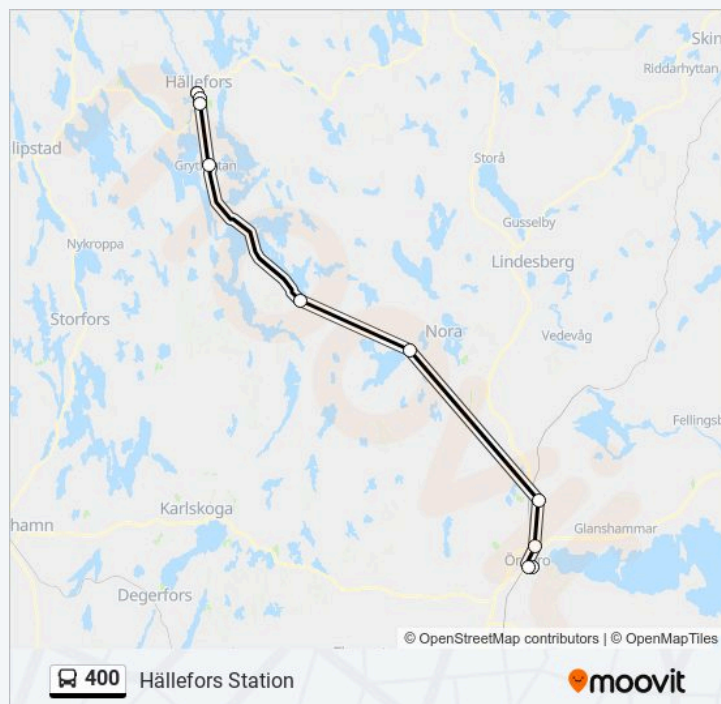 Skin
Hällefors
Riddarhyttan
lipstad
Storå
Gusselby
Nykroppa
Lindesberg
Storfors
Nora
Vedevåg
Fellingsb
Karlskoga
hamn
Glanshammar
Degerfors
© OpenStreetMap contributors | © OpenMapTiles
400 Hällefors Station moovit